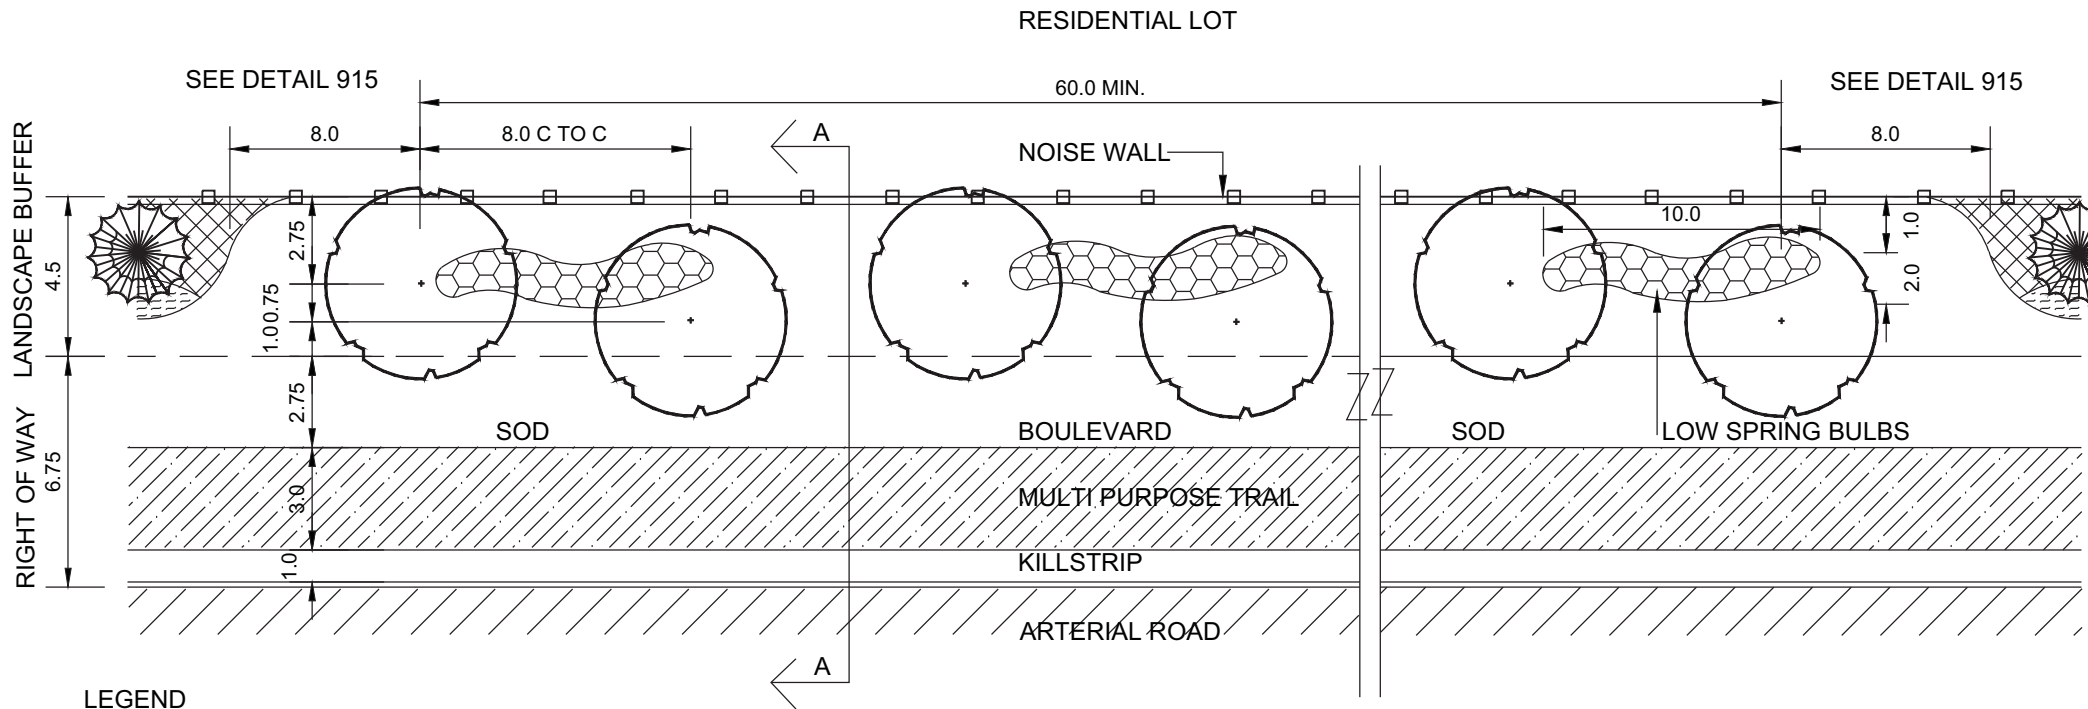 RESIDENTIAL LOT
SEE DETAIL 915
60.0 MIN.
SEE DETAIL 915
8.0
8.0 C TO C
A
NOISE WALL
8.0
LANDSCAPE BUFFER
4.5
2.75
0.75
1.0
10.0
1.0
2.0
RIGHT OF WAY
6.75
2.75
SOD
BOULEVARD
SOD
LOW SPRING BULBS
3.0
MULTI PURPOSE TRAIL
1.0
KILLSTRIP
ARTERIAL ROAD
A
LEGEND